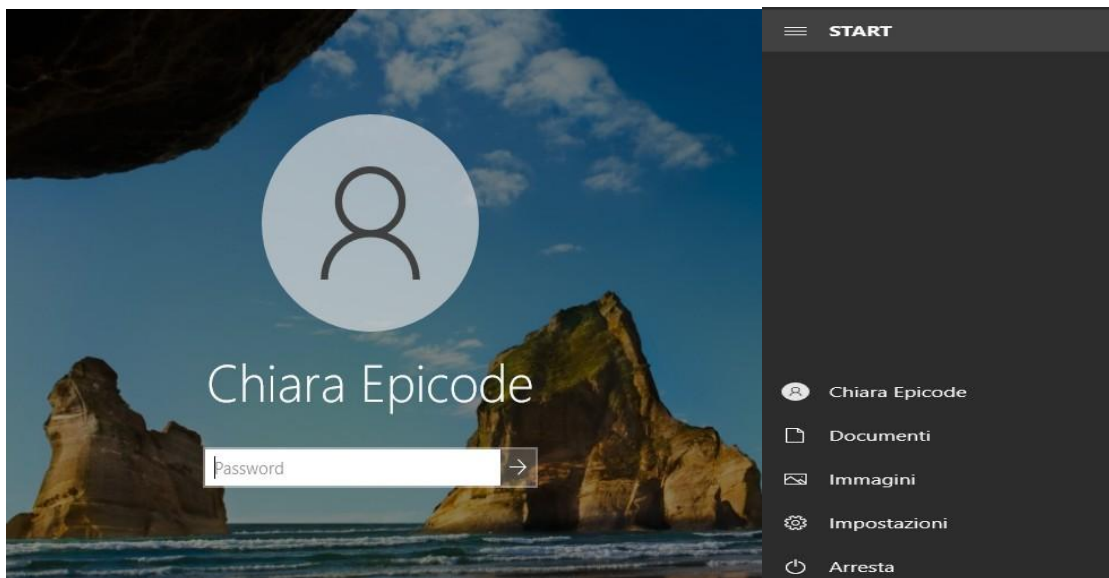 Chiara Epicode
Password
START
Chiara Epicode
Documenti
Immagini
Impostazioni
Arresta